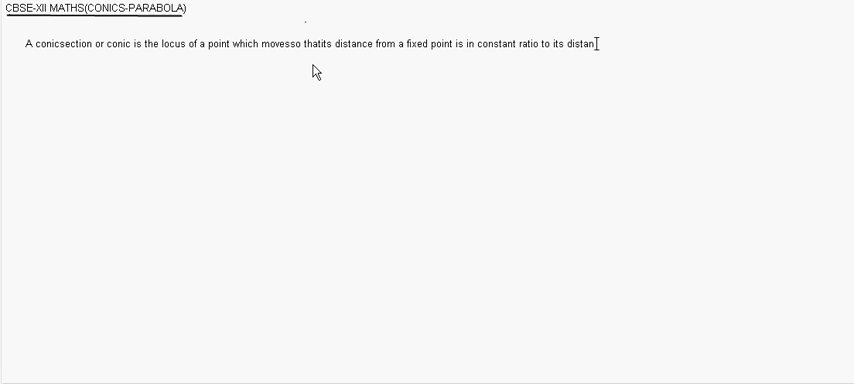 CBSE-XII MATHS(CONICS-PARABOLA)
A conicsection or conic is the locus of a point which movesso thatits distance from a fixed point is in constant ratio to its distan